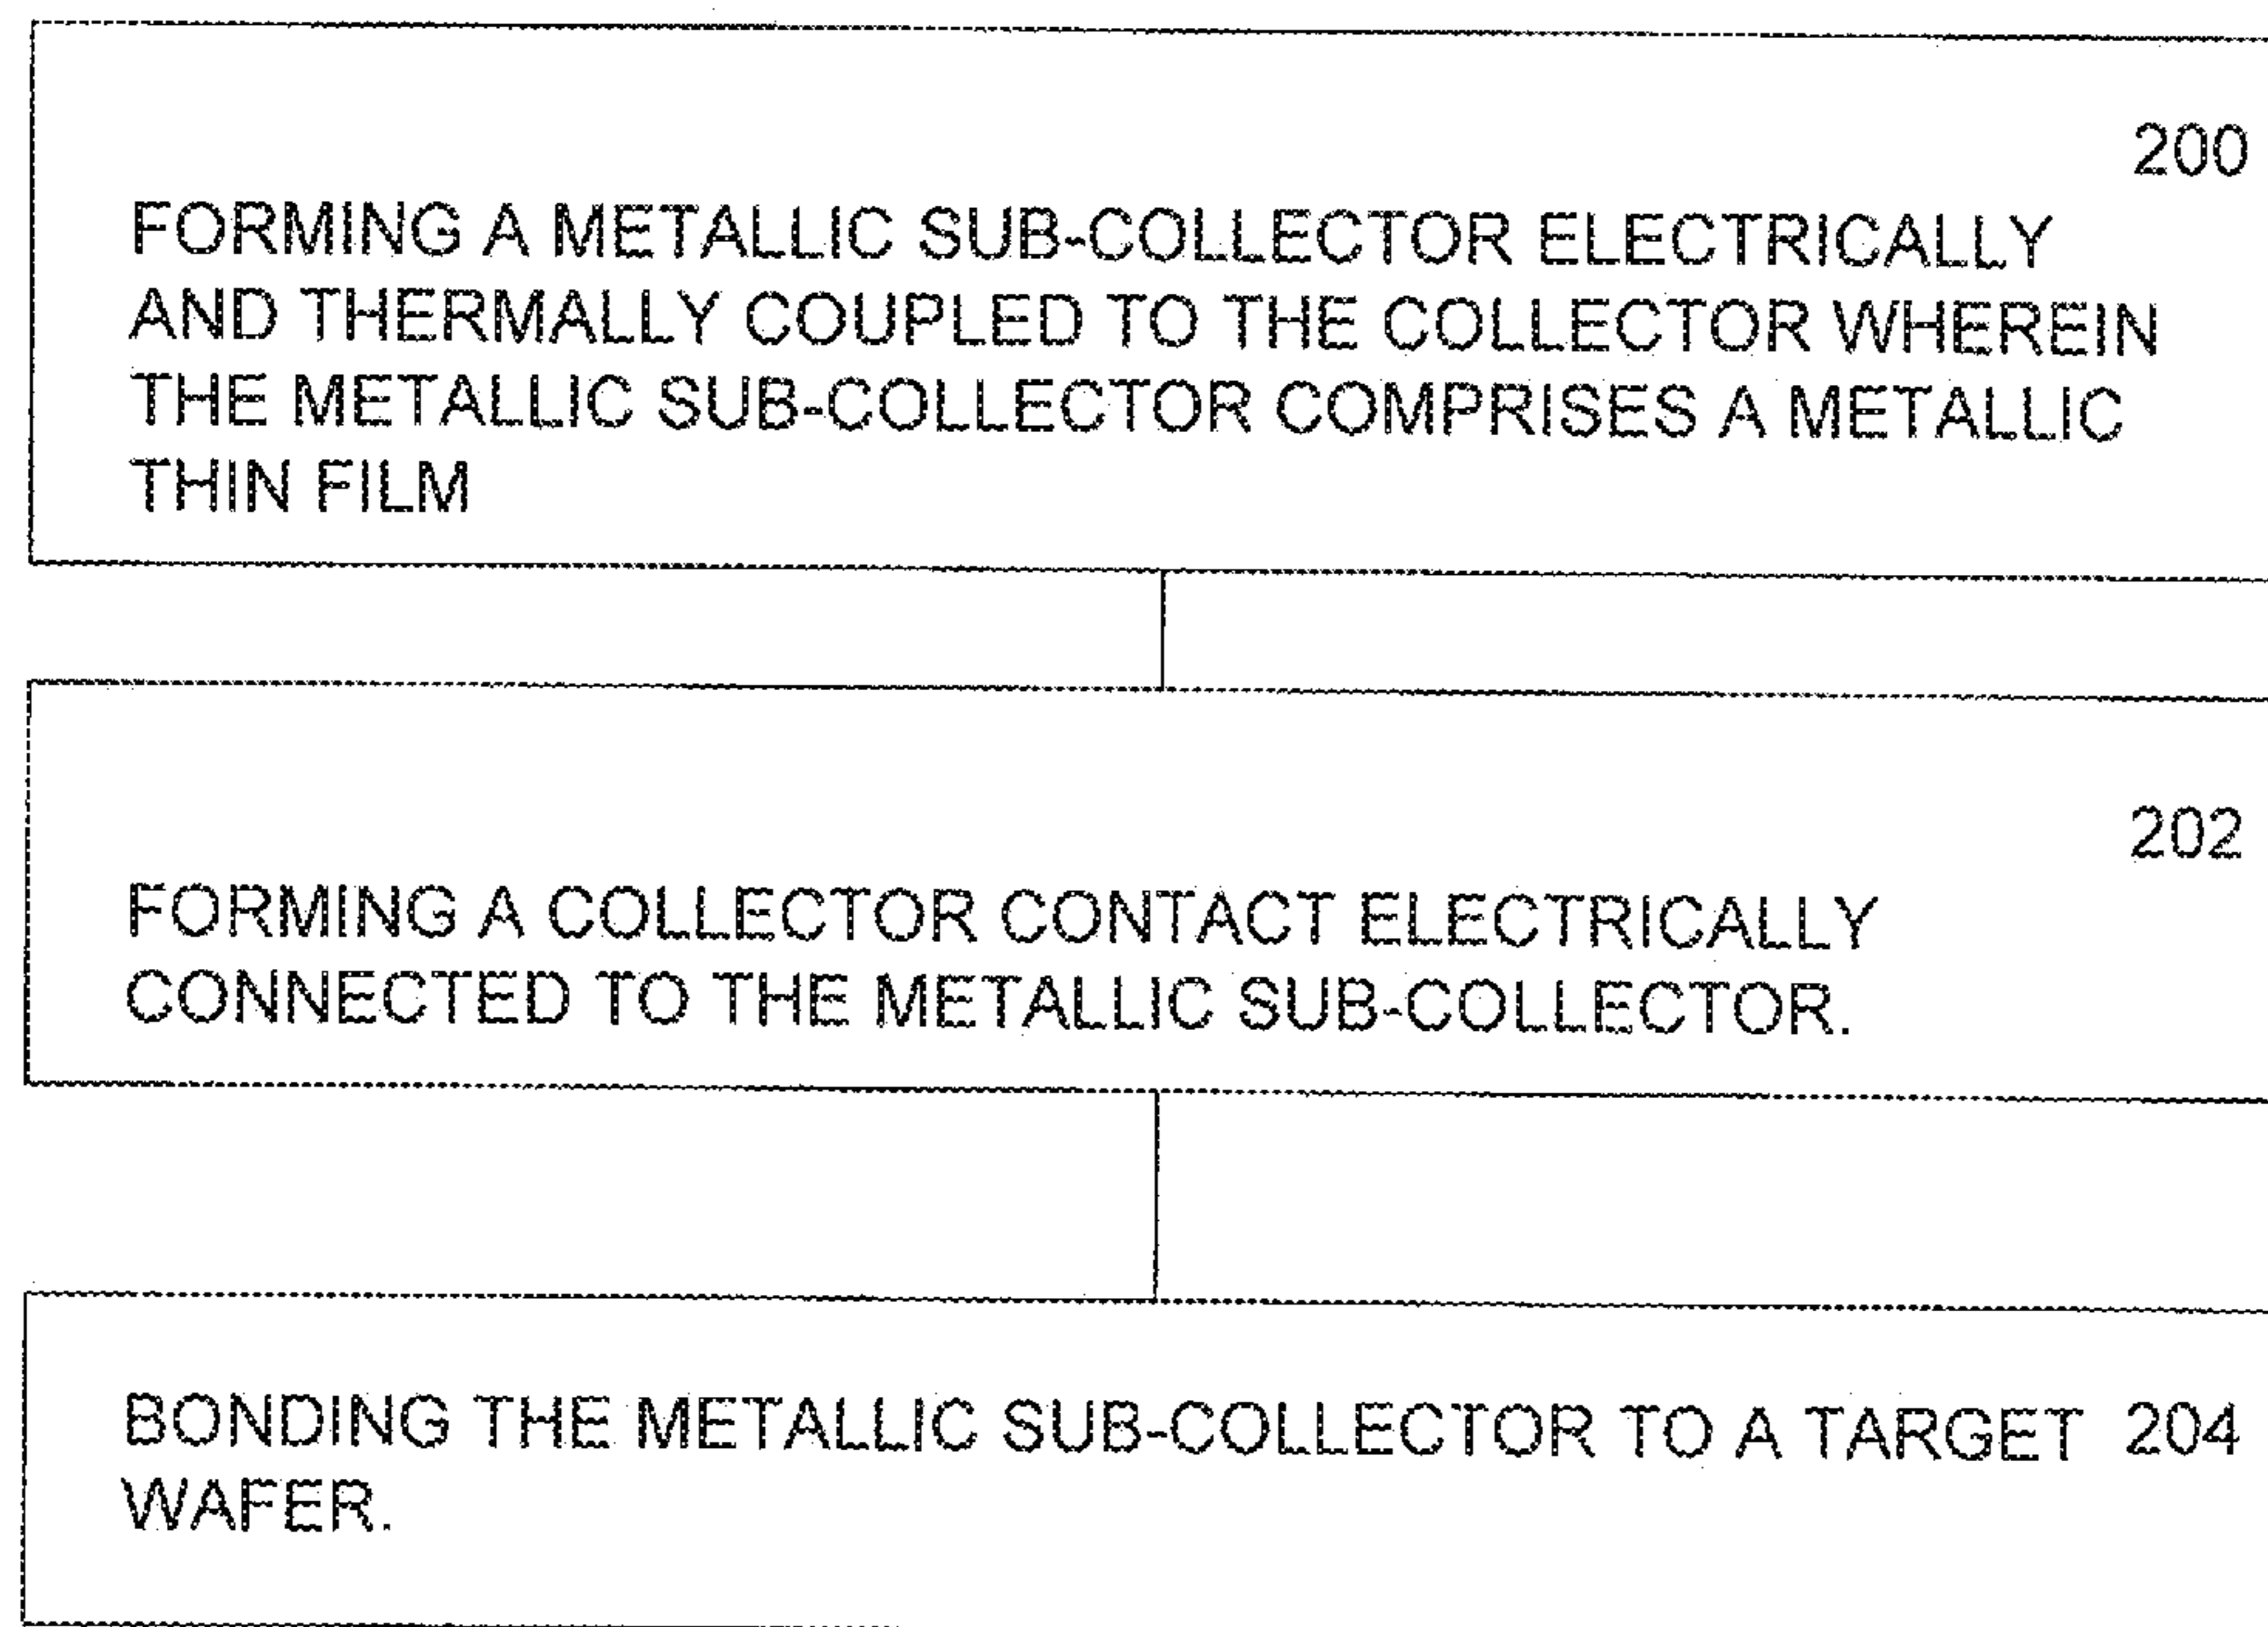 200
FORMING A METALLIC SUB-COLLECTOR ELECTRICALLY
AND THERMALLY COUPLED TO THE COLLECTOR WHEREIN
THE METALLIC SUB-COLLECTOR COMPRISES A METALLIC
THIN FILM
202
FORMING A COLLECTOR CONTACT ELECTRICALLY
CONNECTED TO THE METALLIC SUB-COLLECTOR.
BONDING THE METALLIC SUB-COLLECTOR TO A TARGET 204
WAFER.